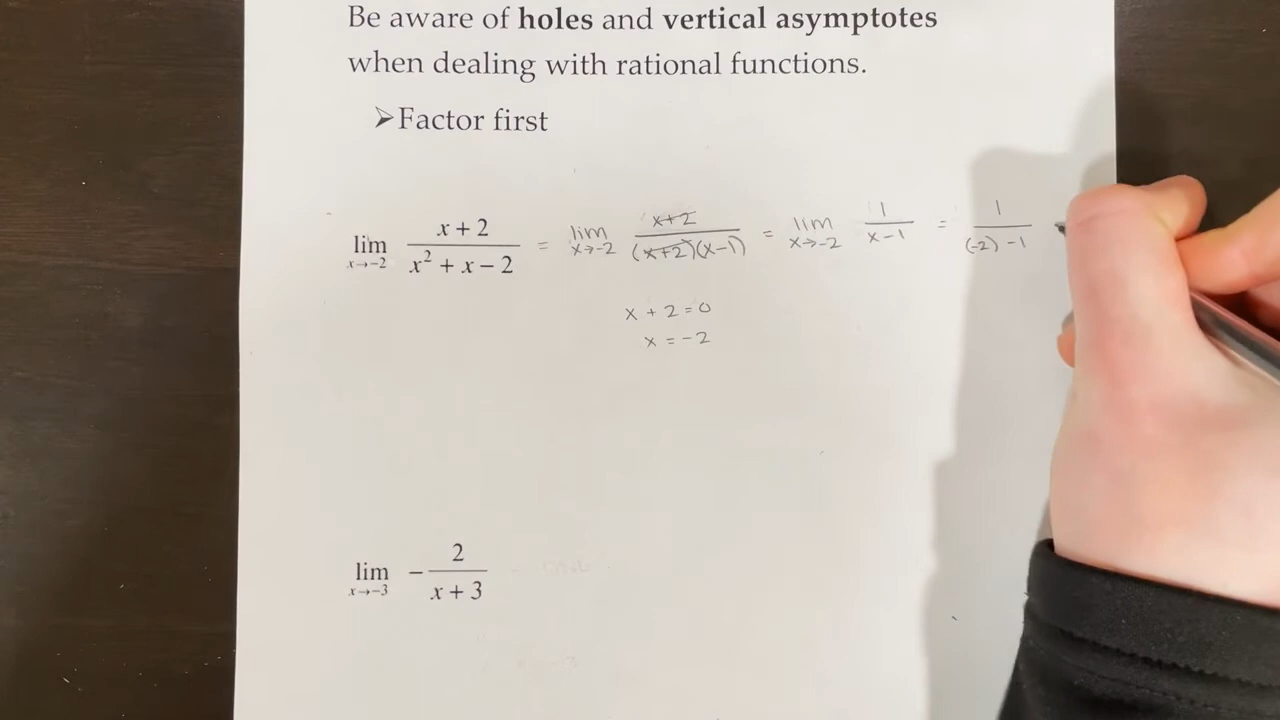 Be aware of holes and vertical asymptotes
when dealing with rational functions.
➤Factor first
lim x→-2 (x + 2)/(x² + x − 2) = lim x→-2 (x+2)/((x+2)(x-1)) = lim x→-2 1/(x-1) = 1/((-2) -1)
x + 2 = 0
x = -2
lim x→-3 − 2/(x + 3)